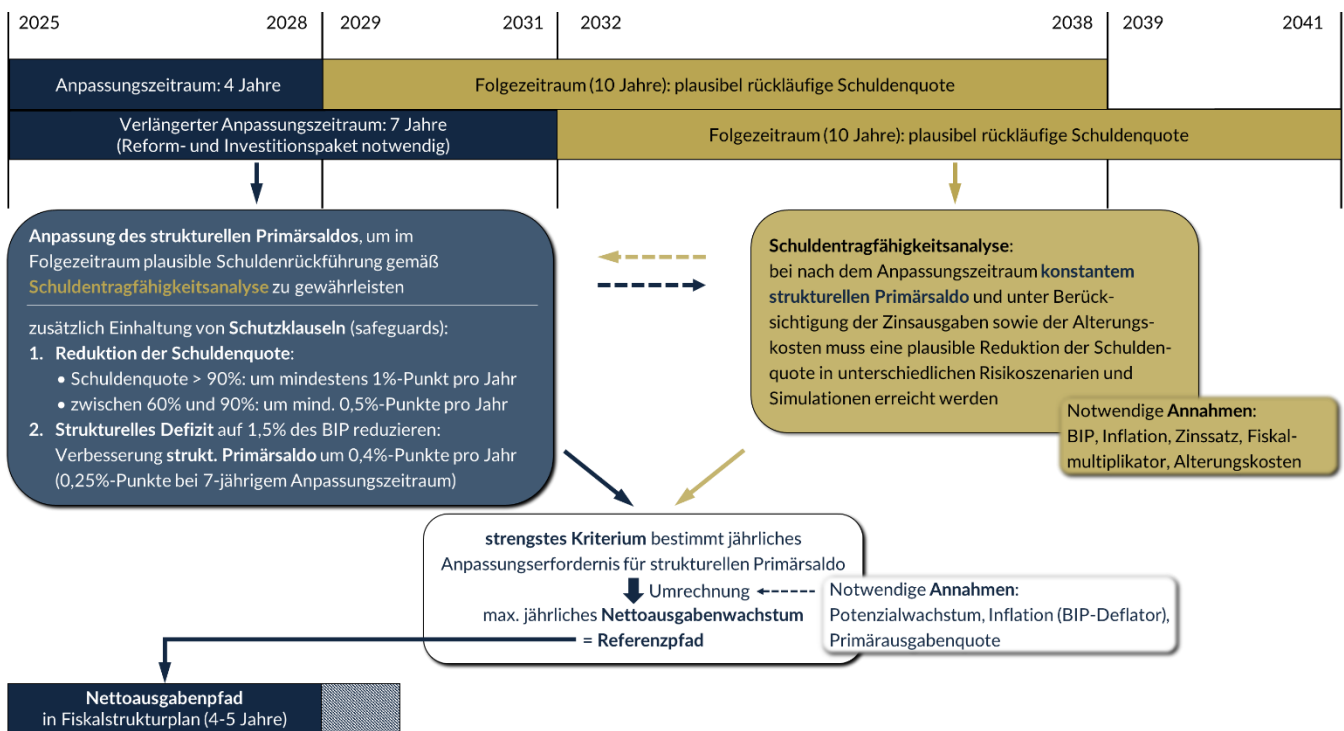 2025 2028 2029 2031 2032 2038 2039 2041
Anpassungszeitraum: 4 Jahre
Folgezeitraum (10 Jahre): plausibel rückläufige Schuldenquote
Verlängerter Anpassungszeitraum: 7 Jahre
(Reform- und Investitionspaket notwendig)
Folgezeitraum (10 Jahre): plausibel rückläufige Schuldenquote
Anpassung des strukturellen Primärsaldos, um im
Folgezeitraum plausible Schuldenrückführung gemäß
Schuldentragfähigkeitsanalyse zu gewährleisten
zusätzlich Einhaltung von Schutzklauseln (safeguards):
1. Reduktion der Schuldenquote:
• Schuldenquote > 90%: um mindestens 1%-Punkt pro Jahr
• zwischen 60% und 90%: um mind. 0,5%-Punkte pro Jahr
2. Strukturelles Defizit auf 1,5% des BIP reduzieren:
Verbesserung strukt. Primärsaldo um 0,4%-Punkte pro Jahr
(0,25%-Punkte bei 7-jährigem Anpassungszeitraum)
Schuldentragfähigkeitsanalyse:
bei nach dem Anpassungszeitraum konstantem
strukturellen Primärsaldo und unter Berück-
sichtigung der Zinsausgaben sowie der Alterungs-
kosten muss eine plausible Reduktion der Schulden-
quote in unterschiedlichen Risikoszenarien und
Simulationen erreicht werden
Notwendige Annahmen:
BIP, Inflation, Zinssatz, Fiskal-
multiplikator, Alterungskosten
strengstes Kriterium bestimmt jährliches
Anpassungserfordernis für strukturellen Primärsaldo
Umrechnung
max. jährliches Nettoausgabenwachstum
= Referenzpfad
Notwendige Annahmen:
Potenzialwachstum, Inflation (BIP-Deflator),
Primärausgabenquote
Nettoausgabenpfad
in Fiskalstrukturplan (4-5 Jahre)